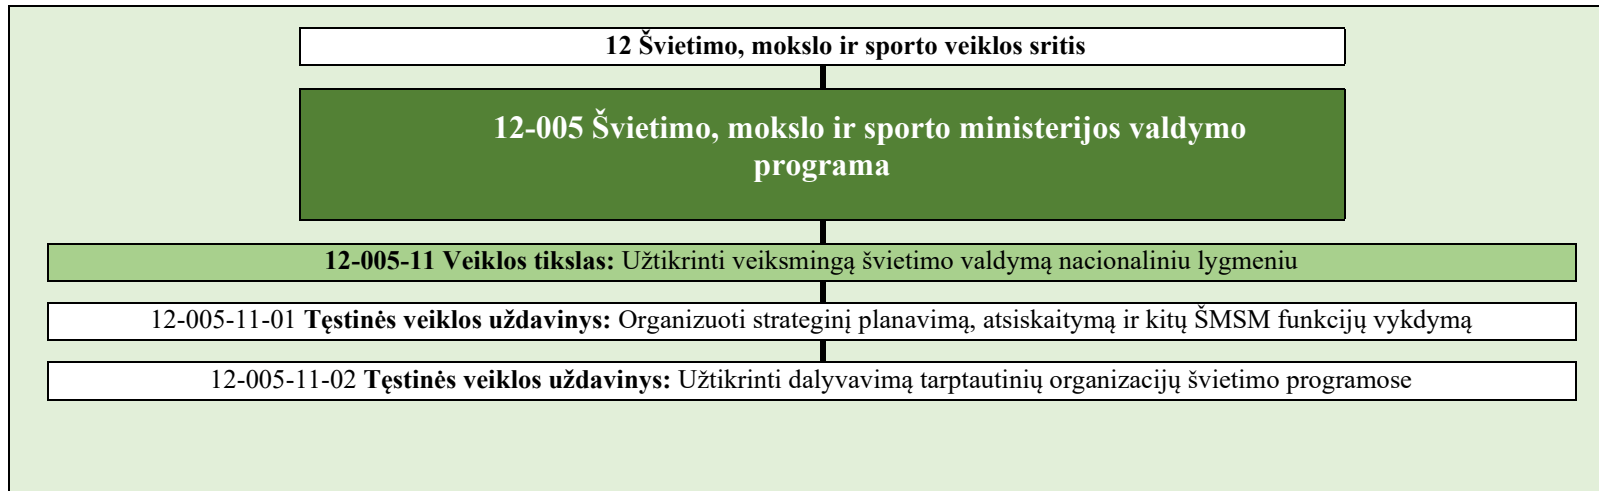 12 Švietimo, mokslo ir sporto veiklos sritis
12-005 Švietimo, mokslo ir sporto ministerijos valdymo
programa
12-005-11 Veiklos tikslas: Užtikrinti veiksmingą švietimo valdymą nacionaliniu lygmeniu
12-005-11-01 Tęstinės veiklos uždavinys: Organizuoti strateginį planavimą, atsiskaitymą ir kitų ŠMSM funkcijų vykdymą
12-005-11-02 Tęstinės veiklos uždavinys: Užtikrinti dalyvavimą tarptautinių organizacijų švietimo programose